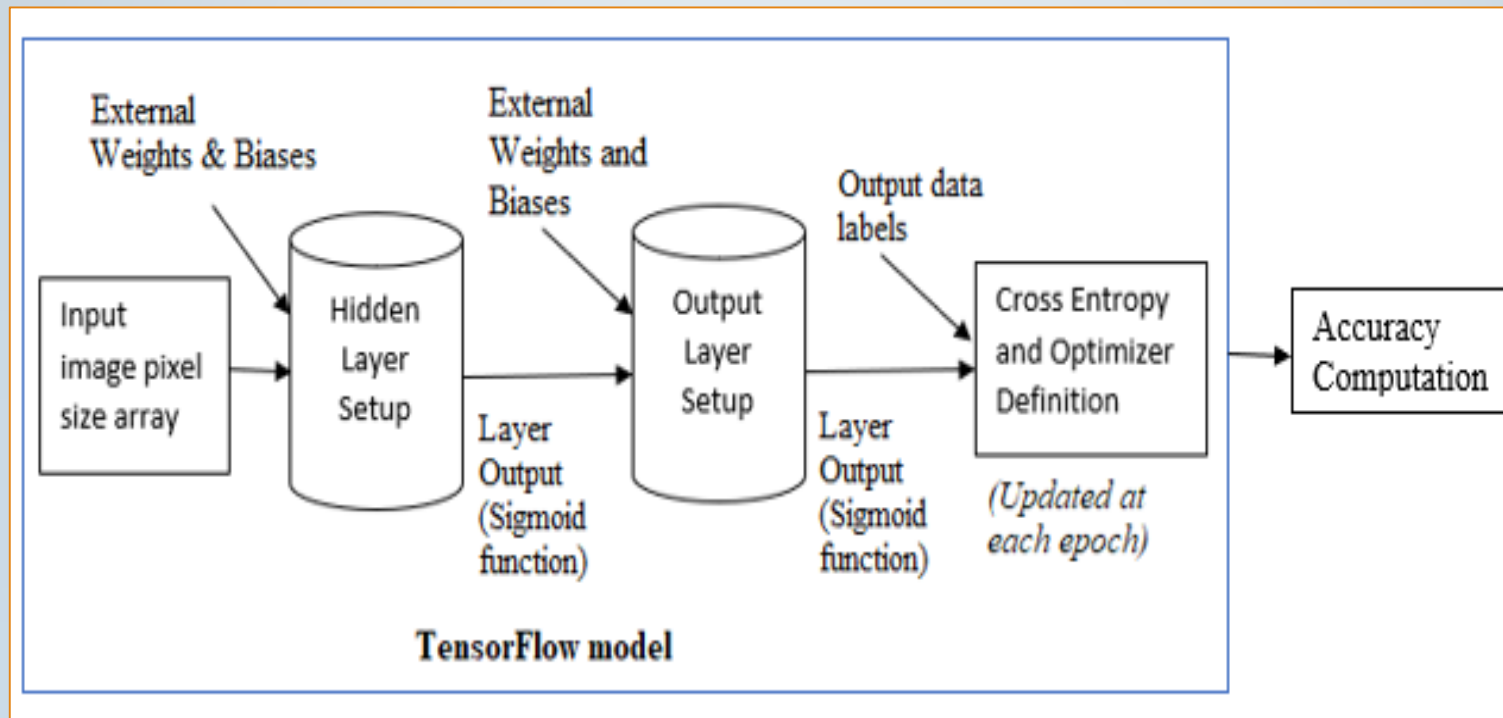 External
Weights & Biases
External
Weights and
Biases
Output data
labels
Input
image pixel
size array
Hidden
Layer
Setup
Layer
Output
(Sigmoid
function)
Output
Layer
Setup
Layer
Output
(Sigmoid
function)
Cross Entropy
and Optimizer
Definition
(Updated at
each epoch)
Accuracy
Computation
TensorFlow model